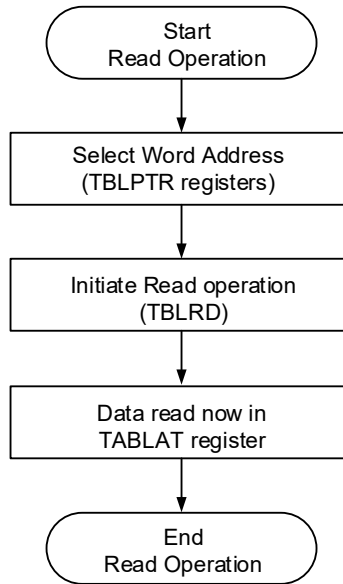 Start
Read Operation
Select Word Address
(TBLPTR registers)
Initiate Read operation
(TBLRD)
Data read now in
TABLAT register
End
Read Operation